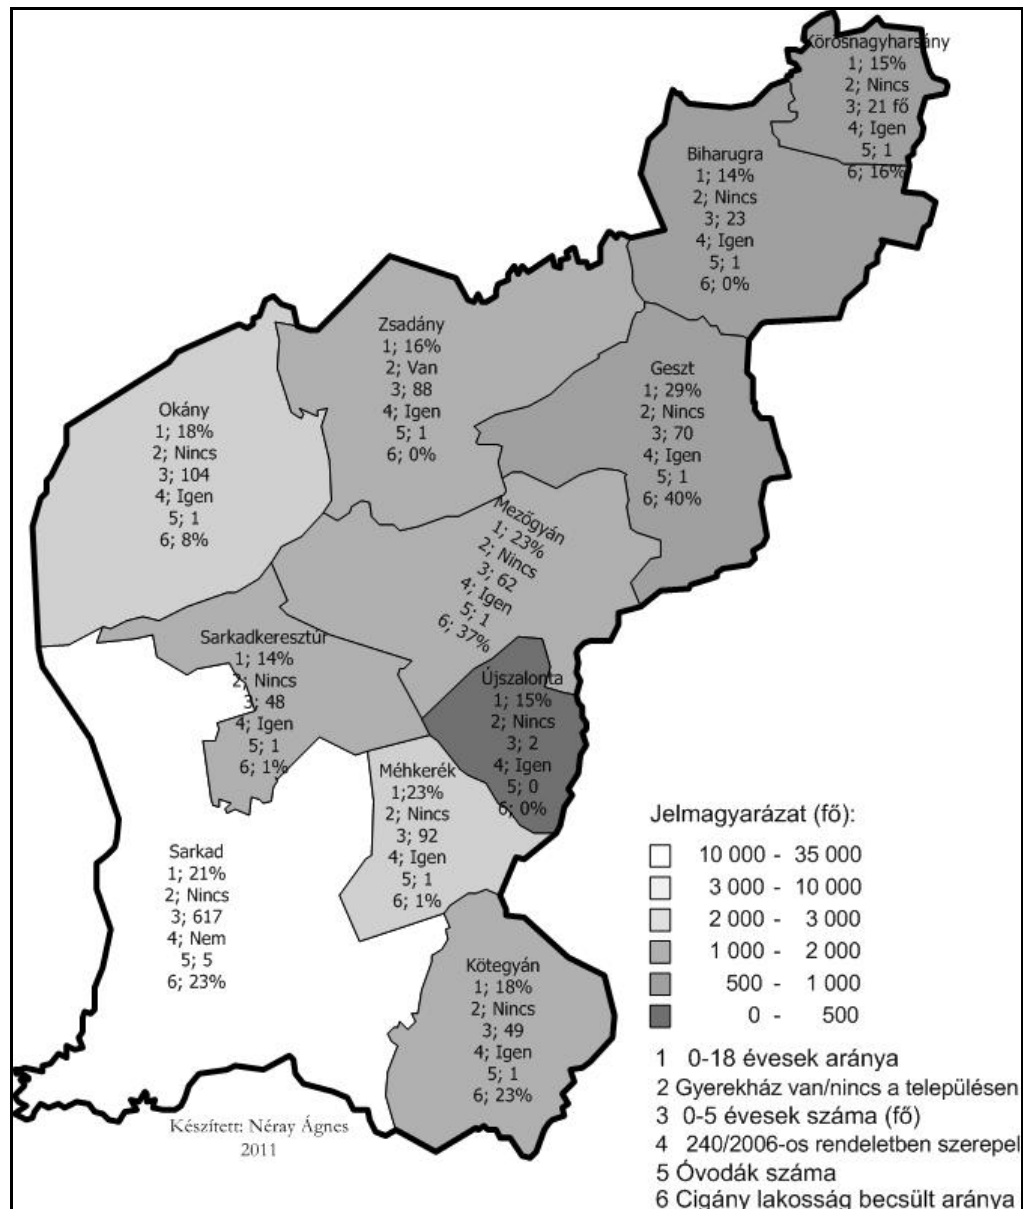 Körösnagyharsány
1; 15%
2; Nincs
3; 21 fő
4; Igen
5; 1
6; 16%
Biharugra
1; 14%
2; Nincs
3; 23
4; Igen
5; 1
6; 0%
Zsadány
1; 16%
2; Van
3; 88
4; Igen
5; 1
6; 0%
Geszt
1; 29%
2; Nincs
3; 70
4; Igen
5; 1
6; 40%
Okány
1; 18%
2; Nincs
3; 104
4; Igen
5; 1
6; 8%
Mezőgyán
1; 23%
2; Nincs
3; 62
4; Igen
5; 1
6; 37%
Sarkadkeresztúr
1; 14%
2; Nincs
3; 48
4; Igen
5; 1
6; 1%
Újszalonta
1; 15%
2; Nincs
3; 2
4; Igen
5; 0
6; 0%
Méhkerék
1;23%
2; Nincs
3; 92
4; Igen
5; 1
6; 1%
Sarkad
1; 21%
2; Nincs
3; 617
4; Nem
5; 5
6; 23%
Kötegyán
1; 18%
2; Nincs
3; 49
4; Igen
5; 1
6; 23%
Készített: Néray Ágnes
2011
Jelmagyarázat (fő):
10 000 - 35 000
3 000 - 10 000
2 000 - 3 000
1 000 - 2 000
500 - 1 000
0 - 500
1 0-18 évesek aránya
2 Gyerekház van/nincs a településen
3 0-5 évesek száma (fő)
4 240/2006-os rendeletben szerepel
5 Óvodák száma
6 Cigány lakosság becsült aránya